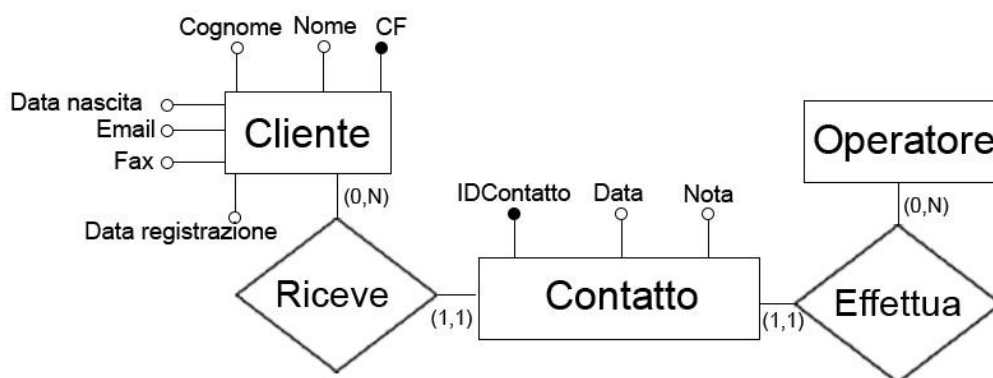 Cognome Nome CF
Data nascita
Email
Fax
Cliente
Data registrazione
(0,N)
Riceve
(1,1)
IDContatto Data Nota
Contatto
(1,1)
Operatore
(0,N)
Effettua